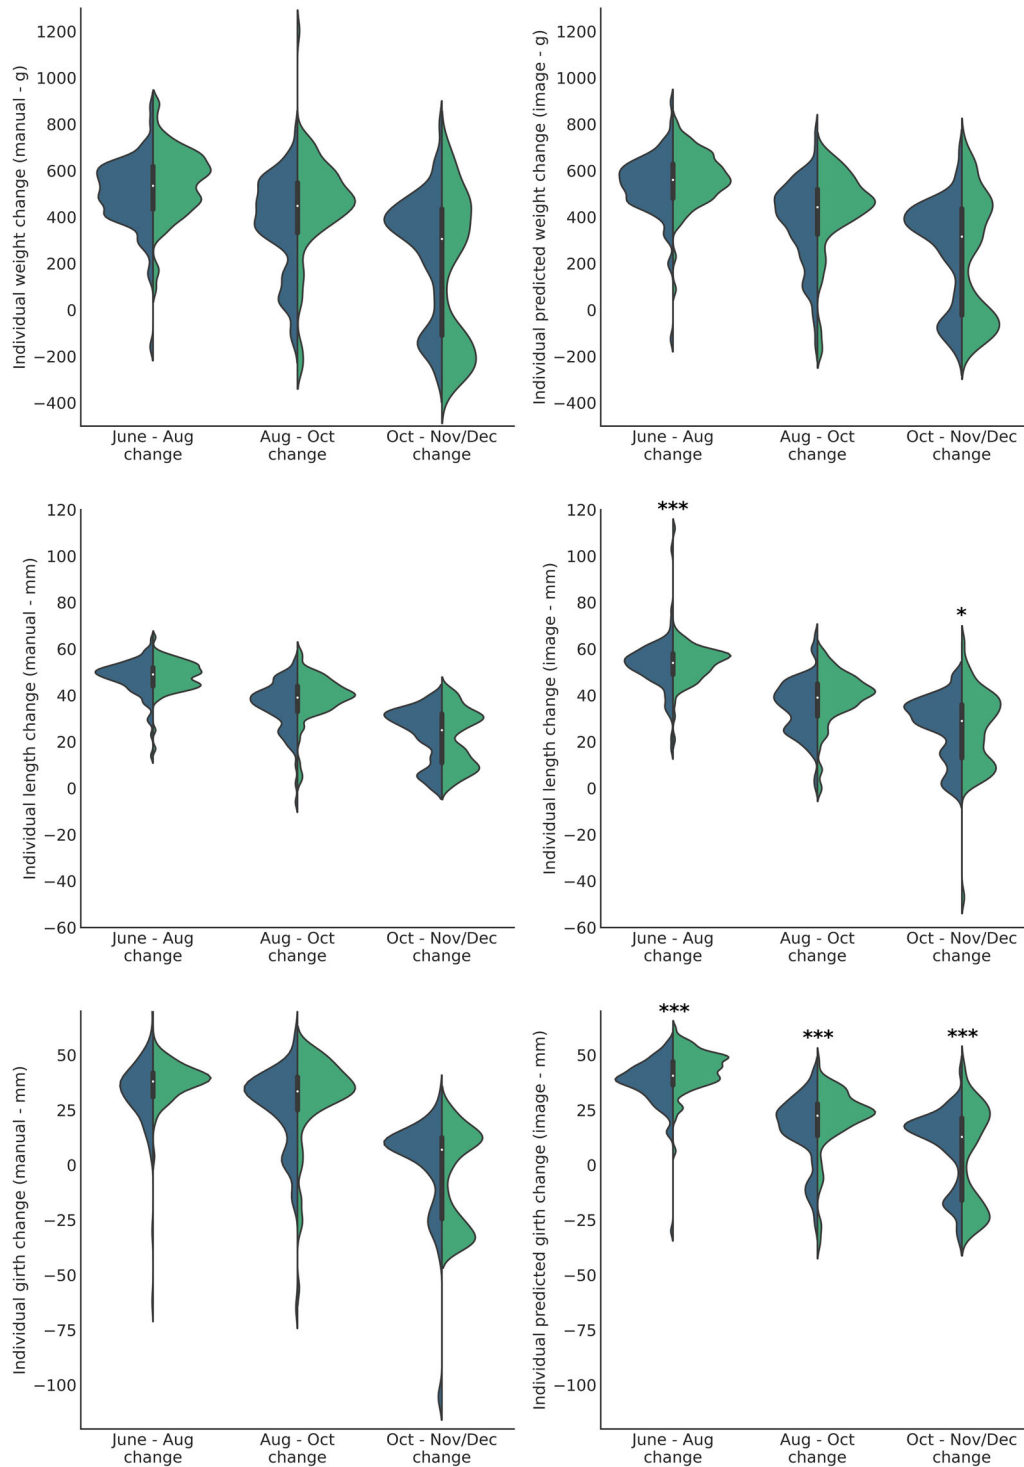 Individual weight change (manual - g)
1200
1000
800
600
400
200
0
−200
−400
June - Aug
change
Aug - Oct
change
Oct - Nov/Dec
change
Individual predicted weight change (image - g)
1200
1000
800
600
400
200
0
−200
−400
June - Aug
change
Aug - Oct
change
Oct - Nov/Dec
change
Individual length change (manual - mm)
120
100
80
60
40
20
0
−20
−40
−60
June - Aug
change
Aug - Oct
change
Oct - Nov/Dec
change
Individual length change (image - mm)
120
100
80
60
40
20
0
−20
−40
−60
***
*
June - Aug
change
Aug - Oct
change
Oct - Nov/Dec
change
Individual girth change (manual - mm)
50
25
0
−25
−50
−75
−100
June - Aug
change
Aug - Oct
change
Oct - Nov/Dec
change
Individual predicted girth change (image - mm)
50
25
0
−25
−50
−75
−100
***
***
***
June - Aug
change
Aug - Oct
change
Oct - Nov/Dec
change